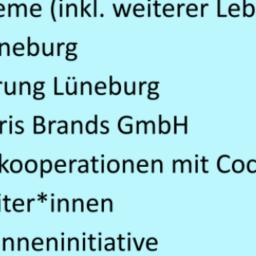 eme (inkl. weiterer Leb
neburg
rung Lüneburg
ris Brands GmbH
kooperationen mit Coc
iter*innen
nneninitiative